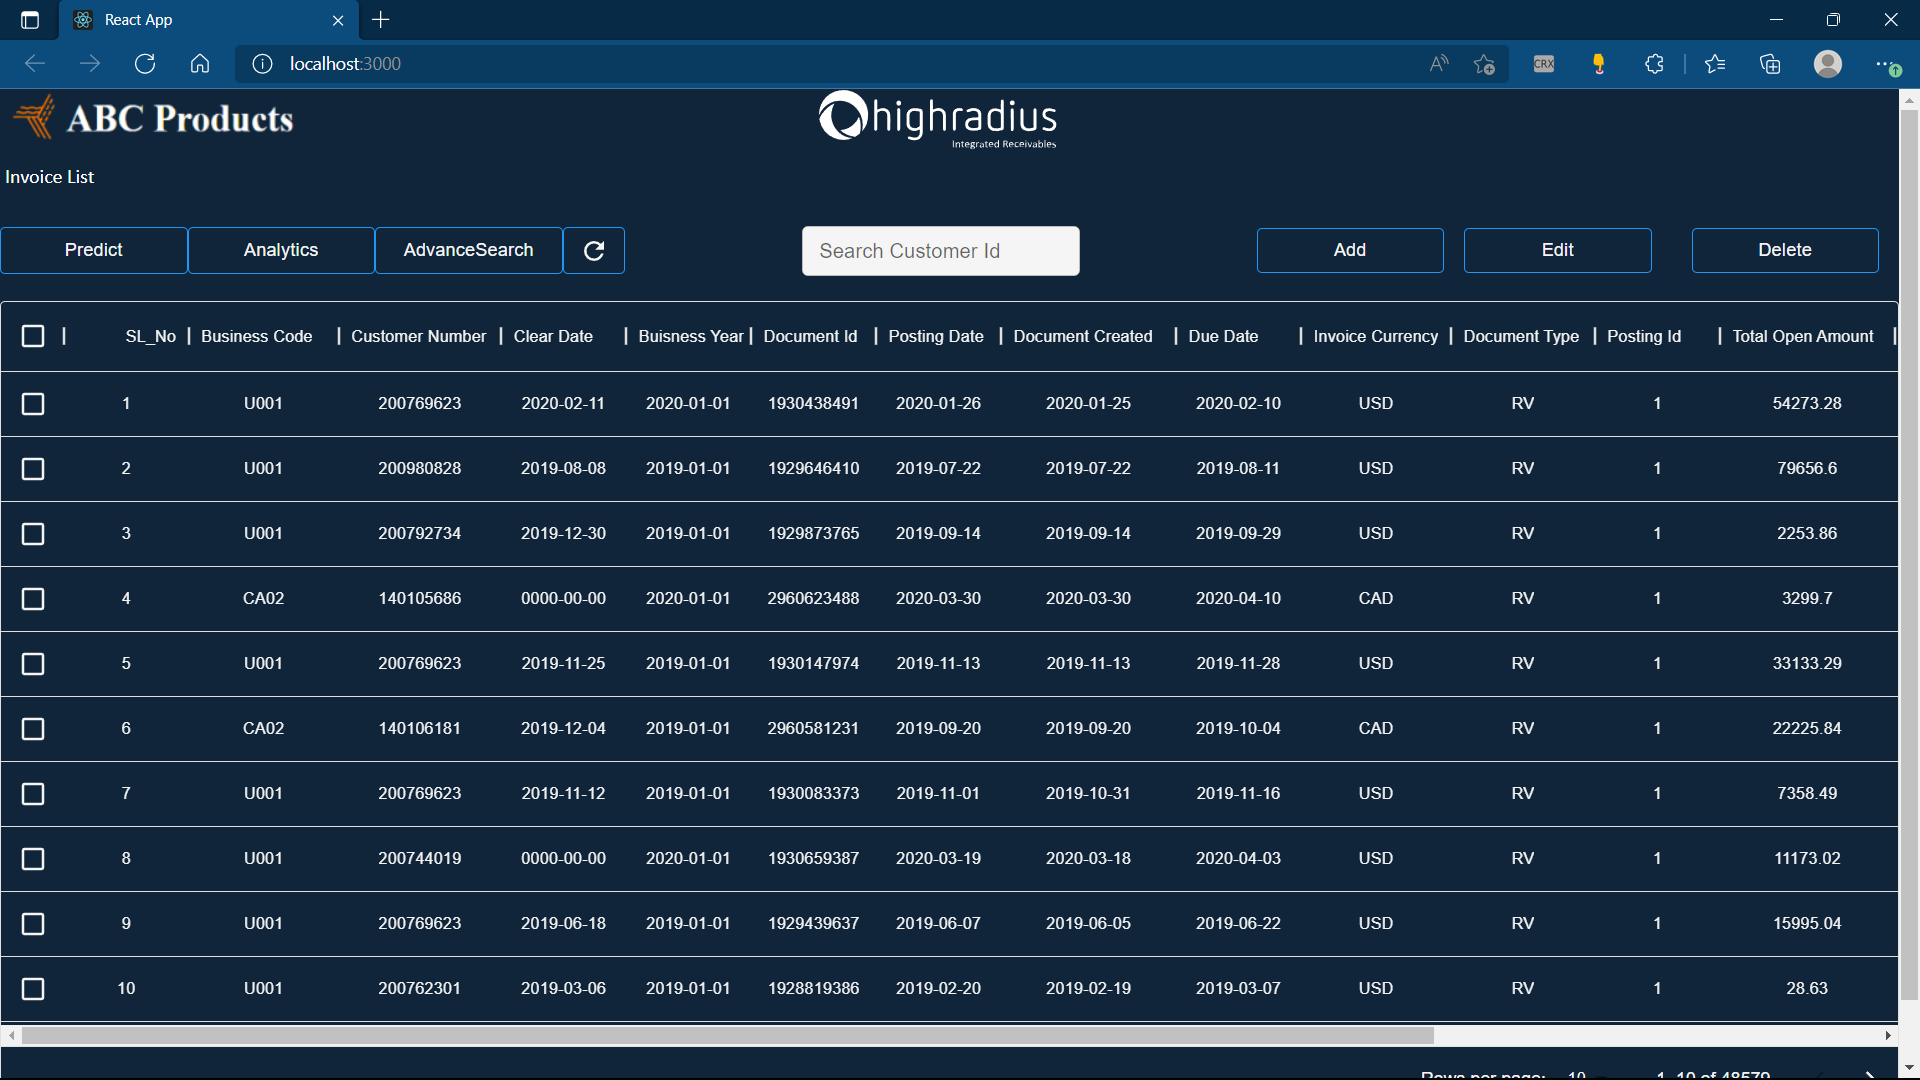 React App
localhost:3000
CRX
ABC Products
highradius
Integrated Receivables
Invoice List
Predict Analytics AdvanceSearch Search Customer Id Add Edit Delete
SL_No Business Code Customer Number Clear Date Buisness Year Document Id Posting Date Document Created Due Date Invoice Currency Document Type Posting Id Total Open Amount
1 U001 200769623 2020-02-11 2020-01-01 1930438491 2020-01-26 2020-01-25 2020-02-10 USD RV 1 54273.28
2 U001 200980828 2019-08-08 2019-01-01 1929646410 2019-07-22 2019-07-22 2019-08-11 USD RV 1 79656.6
3 U001 200792734 2019-12-30 2019-01-01 1929873765 2019-09-14 2019-09-14 2019-09-29 USD RV 1 2253.86
4 CA02 140105686 0000-00-00 2020-01-01 2960623488 2020-03-30 2020-03-30 2020-04-10 CAD RV 1 3299.7
5 U001 200769623 2019-11-25 2019-01-01 1930147974 2019-11-13 2019-11-13 2019-11-28 USD RV 1 33133.29
6 CA02 140106181 2019-12-04 2019-01-01 2960581231 2019-09-20 2019-09-20 2019-10-04 CAD RV 1 22225.84
7 U001 200769623 2019-11-12 2019-01-01 1930083373 2019-11-01 2019-10-31 2019-11-16 USD RV 1 7358.49
8 U001 200744019 0000-00-00 2020-01-01 1930659387 2020-03-19 2020-03-18 2020-04-03 USD RV 1 11173.02
9 U001 200769623 2019-06-18 2019-01-01 1929439637 2019-06-07 2019-06-05 2019-06-22 USD RV 1 15995.04
10 U001 200762301 2019-03-06 2019-01-01 1928819386 2019-02-20 2019-02-19 2019-03-07 USD RV 1 28.63
Rows per page: 10 1-10 of 48579